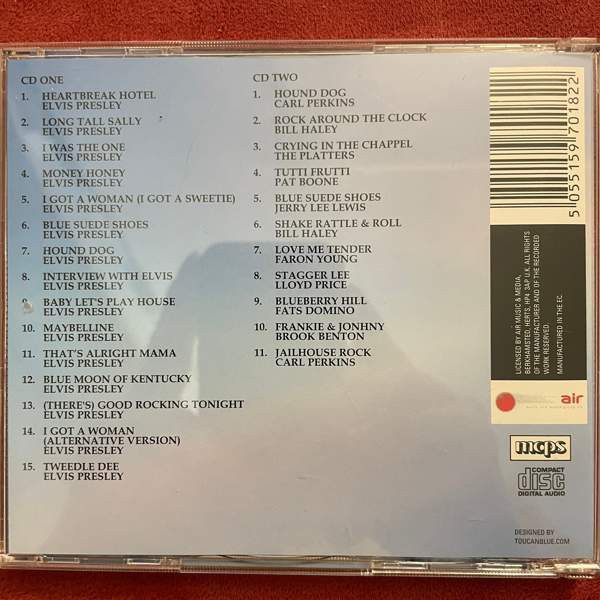 CD ONE
1. HEARTBREAK HOTEL
ELVIS PRESLEY
2. LONG TALL SALLY
ELVIS PRESLEY
3. I WAS THE ONE
ELVIS PRESLEY
4. MONEY HONEY
ELVIS PRESLEY
5. I GOT A WOMAN (I GOT A SWEETIE)
ELVIS PRESLEY
6. BLUE SUEDE SHOES
ELVIS PRESLEY
7. HOUND DOG
ELVIS PRESLEY
8. INTERVIEW WITH ELVIS
ELVIS PRESLEY
9. BABY LET'S PLAY HOUSE
ELVIS PRESLEY
10. MAYBELLINE
ELVIS PRESLEY
11. THAT'S ALRIGHT MAMA
ELVIS PRESLEY
12. BLUE MOON OF KENTUCKY
ELVIS PRESLEY
13. (THERE'S) GOOD ROCKING TONIGHT
ELVIS PRESLEY
14. I GOT A WOMAN
(ALTERNATIVE VERSION)
ELVIS PRESLEY
15. TWEEDLE DEE
ELVIS PRESLEY
CD TWO
1. HOUND DOG
CARL PERKINS
2. ROCK AROUND THE CLOCK
BILL HALEY
3. CRYING IN THE CHAPPEL
THE PLATTERS
4. TUTTI FRUTTI
PAT BOONE
5. BLUE SUEDE SHOES
JERRY LEE LEWIS
6. SHAKE RATTLE & ROLL
BILL HALEY
7. LOVE ME TENDER
FARON YOUNG
8. STAGGER LEE
LLOYD PRICE
9. BLUEBERRY HILL
FATS DOMINO
10. FRANKIE & JONHNY
BROOK BENTON
11. JAILHOUSE ROCK
CARL PERKINS
5 055159 701822
LICENSED BY AIR MUSIC & MEDIA,
BERKHAMSTED, HERTS, HP4 3AP U.K. ALL RIGHTS
OF THE MANUFACTURER AND OF THE RECORDED
WORK RESERVED.
MANUFACTURED IN THE EC
air
mcps
COMPACT
disc
DIGITAL AUDIO
DESIGNED BY
TOUCANBLUE.COM